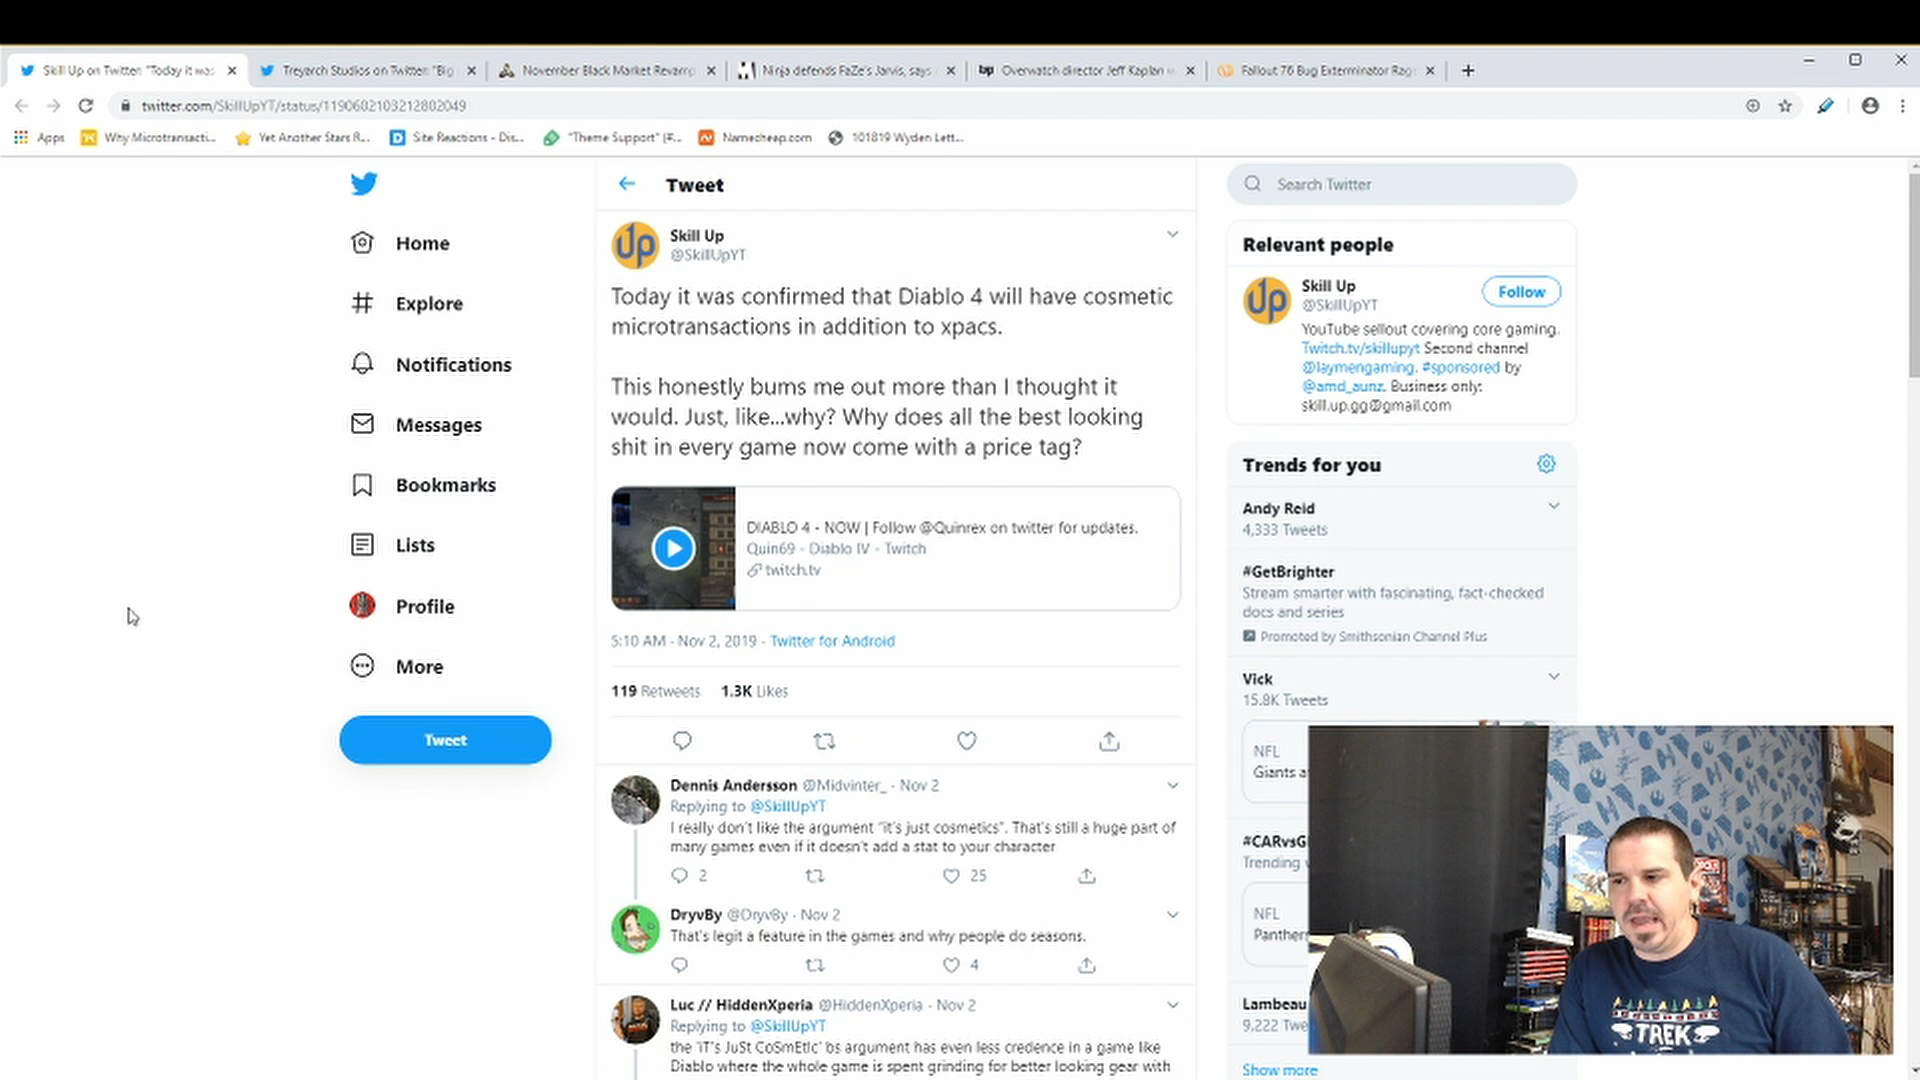 Skill Up on Twitter: "Today it was
Treyarch Studios on Twitter: "Big
November Black Market Revamp
Ninja defends FaZe's Jarvis, says
Overwatch director Jeff Kaplan
Fallout 76 Bug Exterminator Rag
twitter.com/SkillUpYT/status/1190602103212802049
Apps
Why Microtransacti...
Yet Another Stars R...
Site Reactions - Dis...
"Theme Support"
Namecheap.com
101819 Wyden Lett...
Home
Explore
Notifications
Messages
Bookmarks
Lists
Profile
More
Tweet
Tweet
Skill Up
@SkillUpYT
Today it was confirmed that Diablo 4 will have cosmetic
microtransactions in addition to xpacs.
This honestly bums me out more than I thought it
would. Just, like...why? Why does all the best looking
shit in every game now come with a price tag?
DIABLO 4 - NOW | Follow @Quinrex on twitter for updates.
Quin69 - Diablo IV - Twitch
twitch.tv
5:10 AM · Nov 2, 2019 · Twitter for Android
119 Retweets 1.3K Likes
Dennis Andersson @Midvinter_ · Nov 2
Replying to @SkillUpYT
I really don't like the argument "it's just cosmetics". That's still a huge part of
many games even if it doesn't add a stat to your character
2
25
DryvBy @DryvBy · Nov 2
That's legit a feature in the games and why people do seasons.
4
Luc // HiddenXperia @HiddenXperia · Nov 2
Replying to @SkillUpYT
the 'iT's JuSt CoSmEtIc' bs argument has even less credence in a game like
Diablo where the whole game is spent grinding for better looking gear with
Search Twitter
Relevant people
Skill Up
@SkillUpYT
Follow
YouTube sellout covering core gaming.
Twitch.tv/skillupyt Second channel
@laymengaming. #sponsored by
@amd_aunz. Business only:
skill.up.gg@gmail.com
Trends for you
Andy Reid
4,333 Tweets
#GetBrighter
Stream smarter with fascinating, fact-checked
docs and series
Promoted by Smithsonian Channel Plus
Vick
15.8K Tweets
NFL
Giants
#CARvsG
Trending
NFL
Panther
Lambeau
9,222 Twe
Show more
TREK